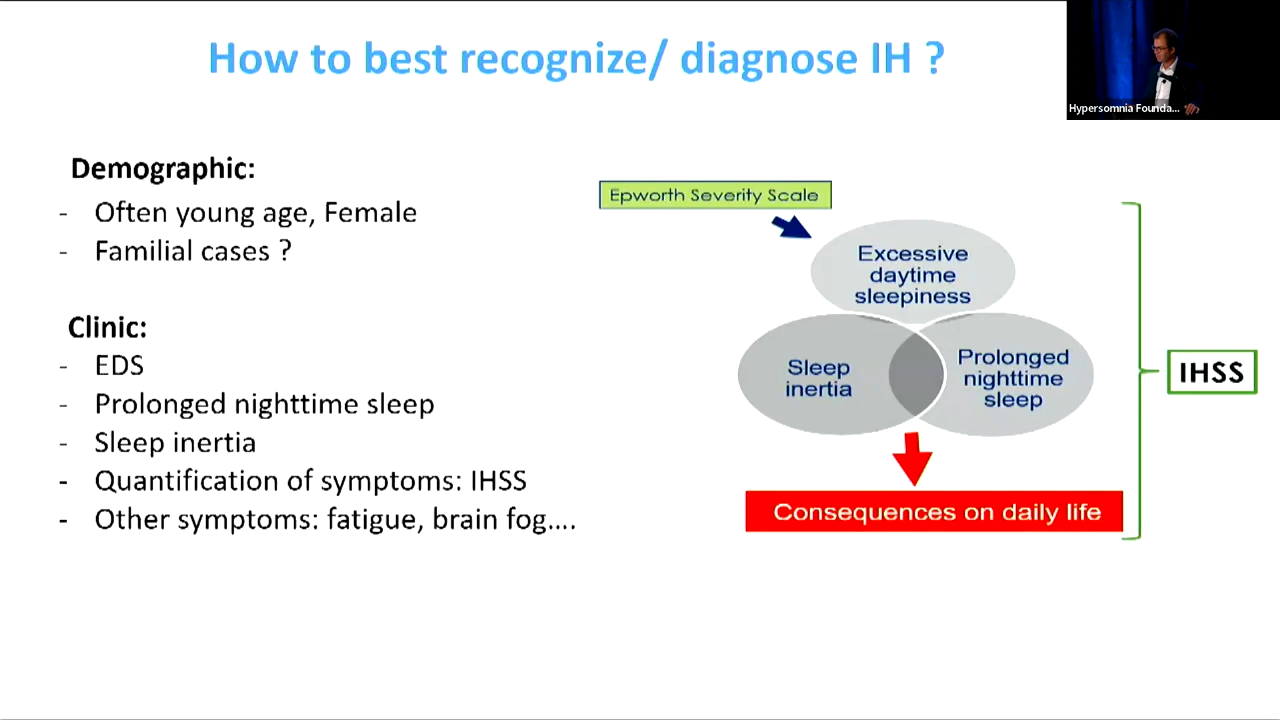 How to best recognize/ diagnose IH ?
Hypersomnia Founda...
Demographic:
- Often young age, Female
- Familial cases ?
Clinic:
- EDS
- Prolonged nighttime sleep
- Sleep inertia
- Quantification of symptoms: IHSS
- Other symptoms: fatigue, brain fog....
Epworth Severity Scale
Excessive
daytime
sleepiness
Sleep
inertia
Prolonged
nighttime
sleep
Consequences on daily life
IHSS